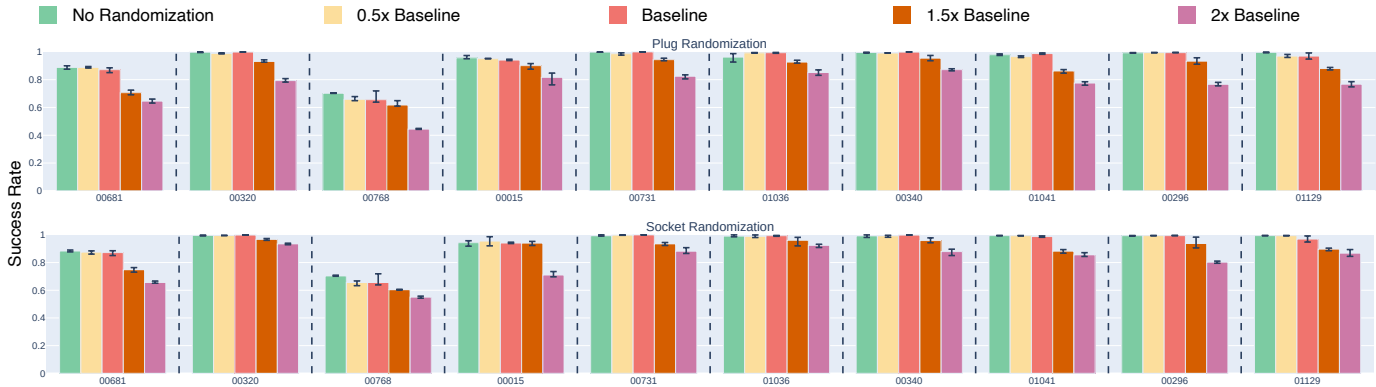 No Randomization 0.5x Baseline Baseline 1.5x Baseline 2x Baseline
Success Rate
Plug Randomization
1
0.8
0.6
0.4
0.2
0
00681 00320 00768 00015 00731 01036 00340 01041 00296 01129
Socket Randomization
1
0.8
0.6
0.4
0.2
0
00681 00320 00768 00015 00731 01036 00340 01041 00296 01129